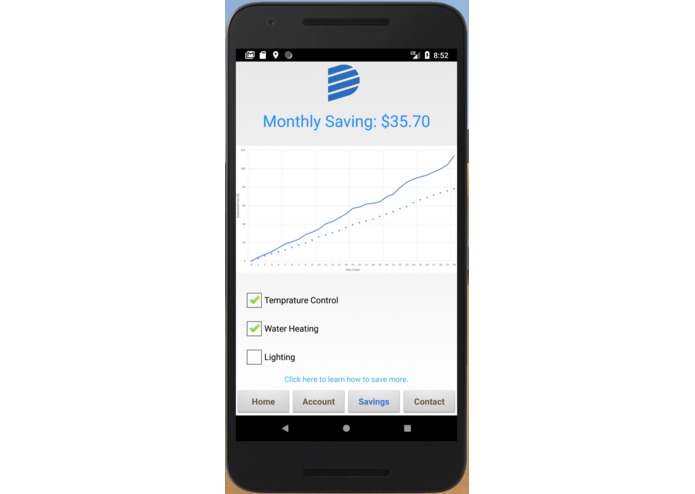 8:52
Monthly Saving: $35.70
Temprature Control
Water Heating
Lighting
Click here to learn how to save more.
Home Account Savings Contact